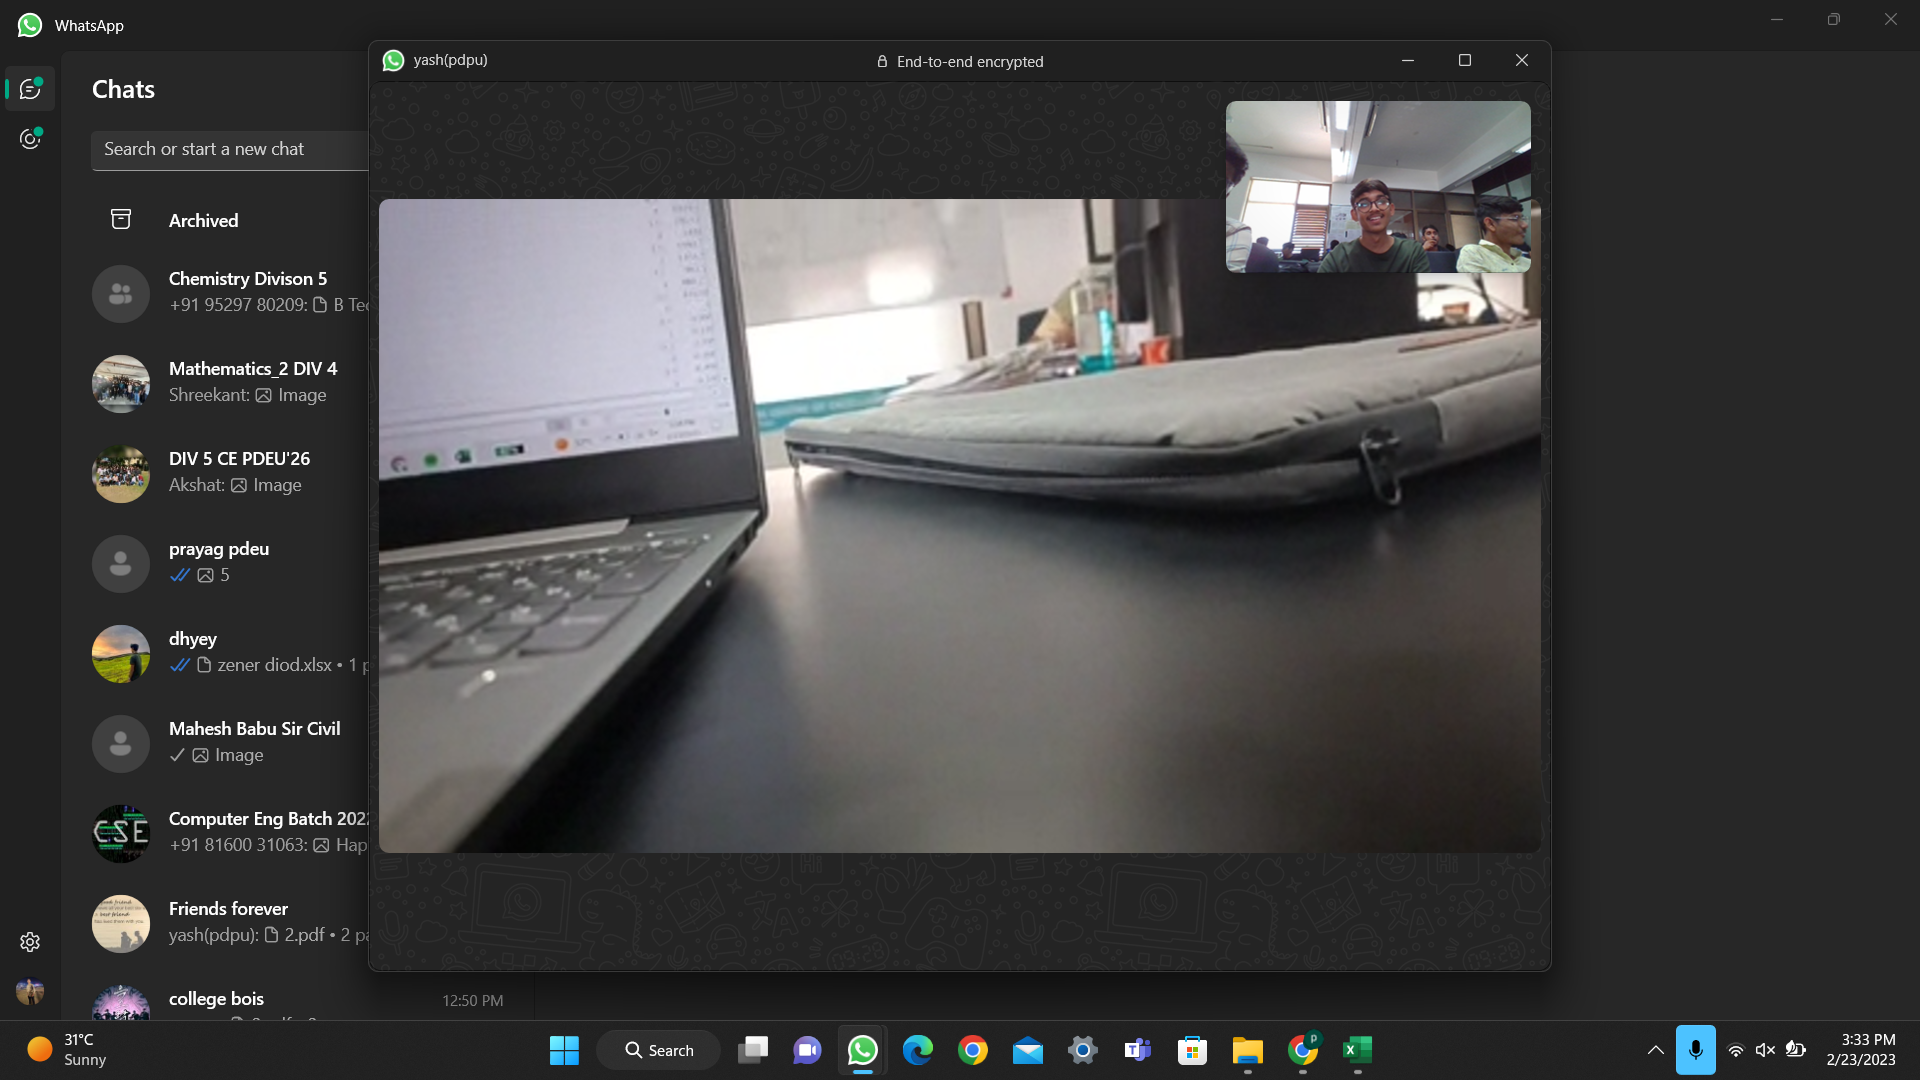 WhatsApp
yash(pdpu)
End-to-end encrypted
Chats
Search or start a new chat
Archived
Chemistry Divison 5
+91 95297 80209: B Tec
Mathematics_2 DIV 4
Shreekant: Image
DIV 5 CE PDEU'26
Akshat: Image
prayag pdeu
5
dhyey
zener diod.xlsx • 1 p
Mahesh Babu Sir Civil
Image
CSE
Computer Eng Batch 2022
+91 81600 31063: Hap
Friends forever
yash(pdpu): 2.pdf • 2 pa
college bois
12:50 PM
31°C
Sunny
Search
3:33 PM
2/23/2023